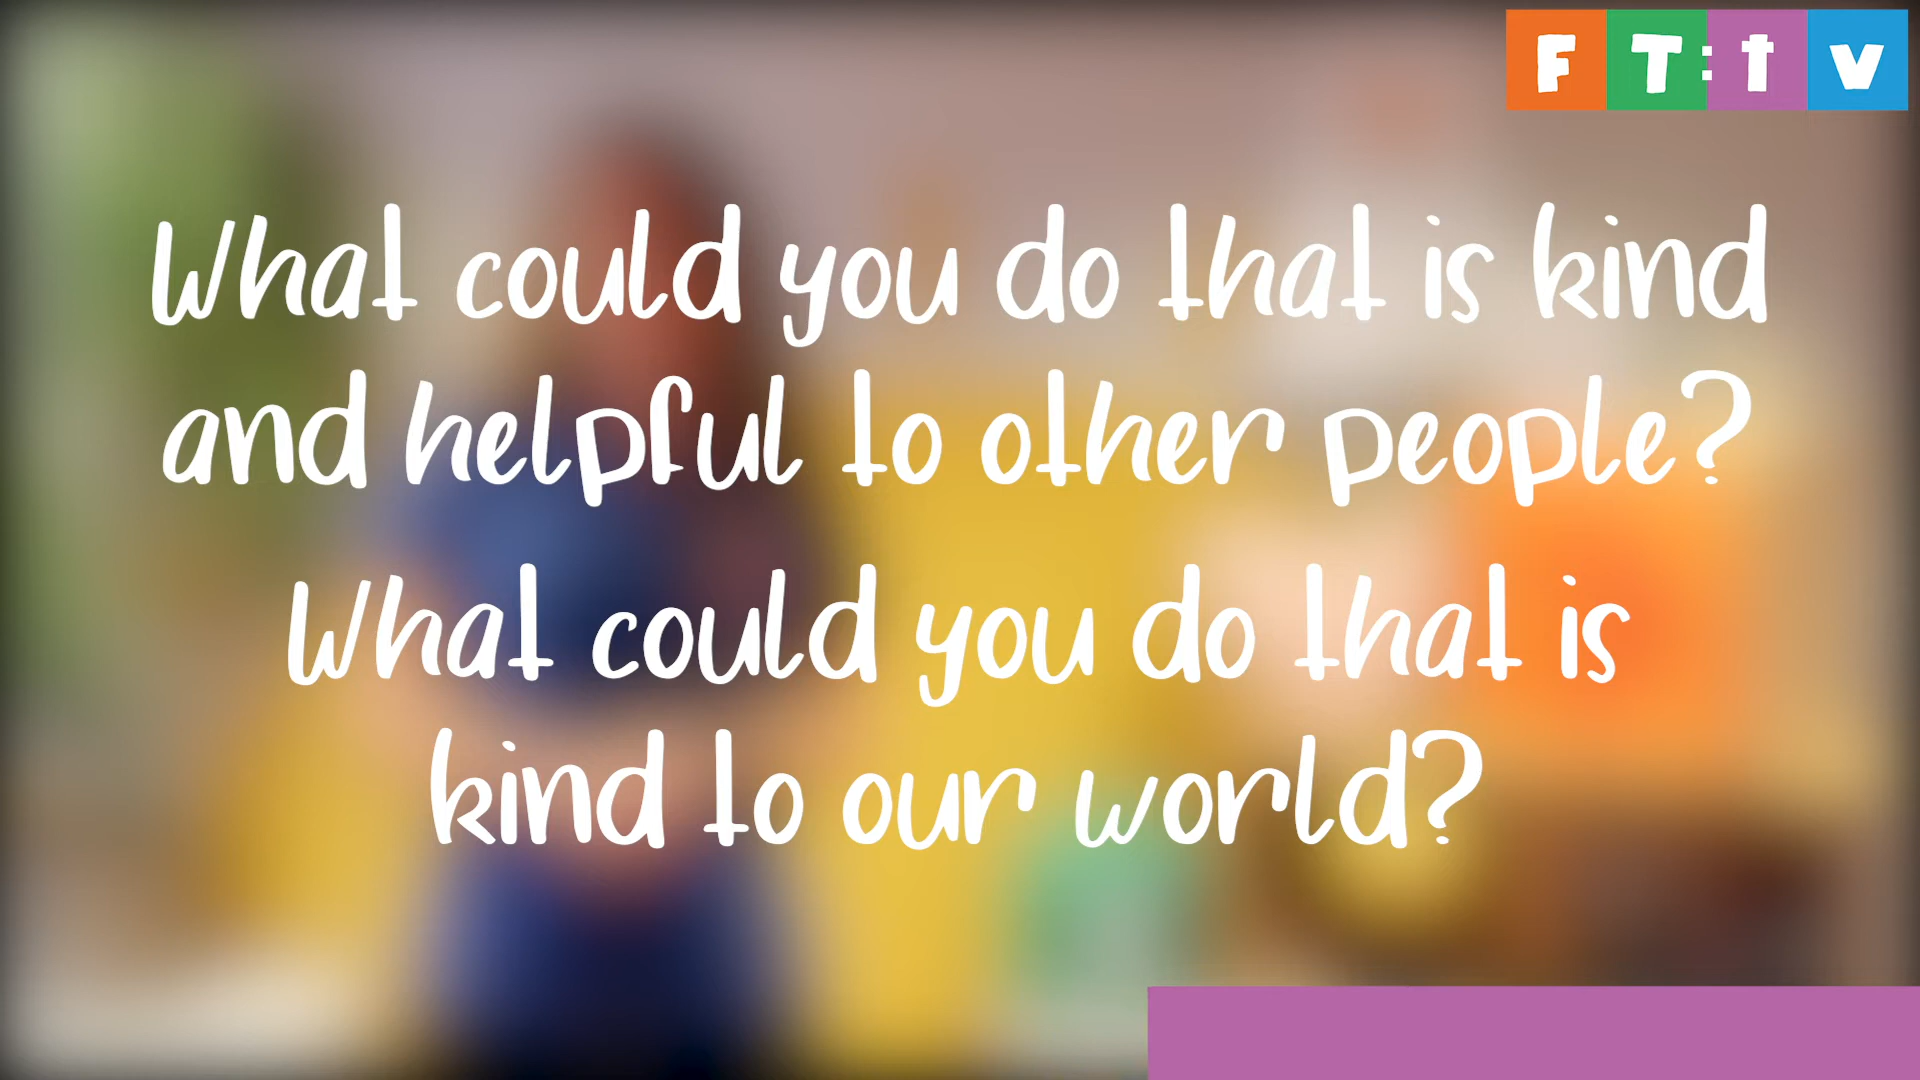 FT:tv
What could you do that is kind
and helpful to other people?
What could you do that is
kind to our world?